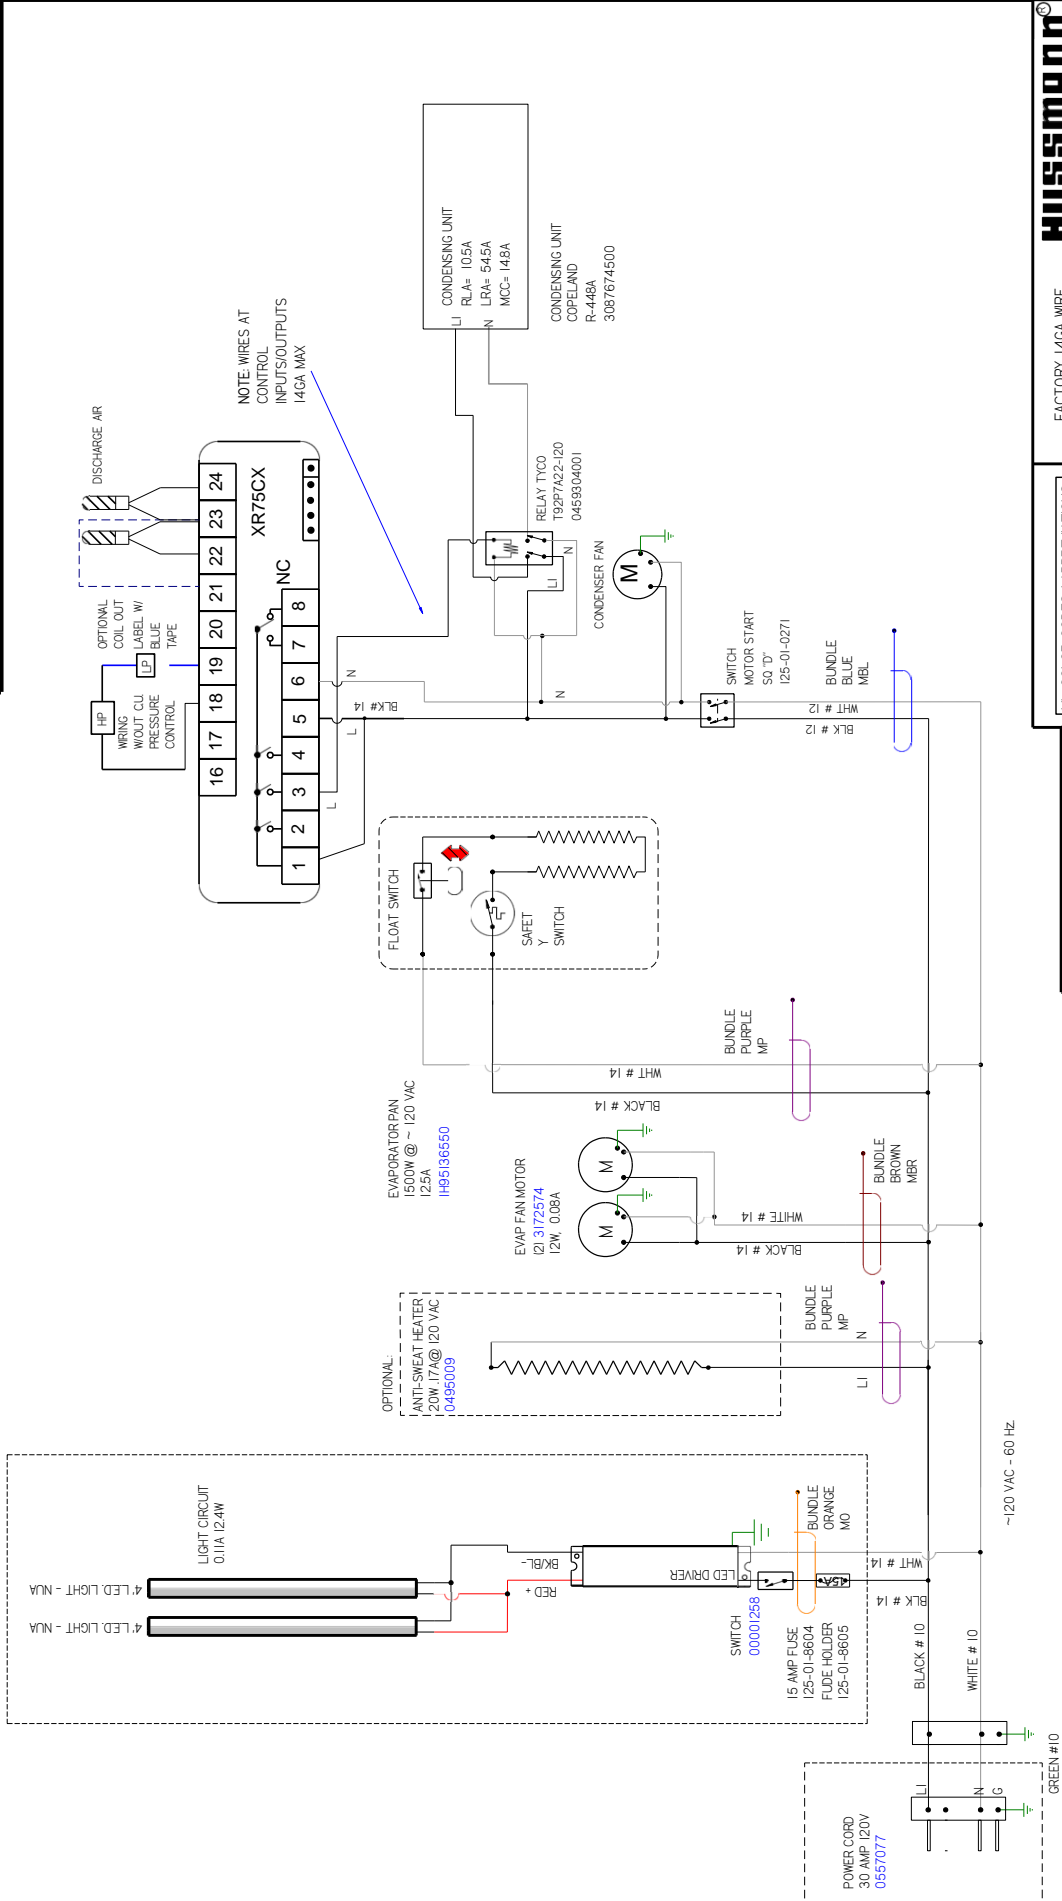 POWER CORD
30 AMP 120V
0557077
L1
N
G
GREEN #10
BLACK # 10
WHITE # 10
~120 VAC - 60 Hz.
LIGHT CIRCUIT
0.11A 12.4W
4' L.E.D. LIGHT - NUA
4' L.E.D. LIGHT - NUA
RED +
BK/BL-
LED DRIVER
SWITCH
00001258
15 AMP FUSE
125-01-8604
FUDE HOLDER
125-01-8605
15A
BUNDLE
ORANGE
MO
BLK # 14
WHT # 14
OPTIONAL:
ANTI-SWEAT HEATER
20W .17A@ 120 VAC
0495009
BUNDLE
PURPLE
MP
L1
N
EVAP FAN MOTOR
(2) 3172574
12W, 0.08A
M
M
BLACK # 14
WHITE # 14
BUNDLE
BROWN
MBR
EVAPORATOR PAN
1500W @ ~ 120 VAC
12.5A
1H95136550
BLACK # 14
WHT # 14
BUNDLE
PURPLE
MP
FLOAT SWITCH
SAFET
Y
SWITCH
HP
LP
WIRING
W/OUT C.U.
PRESSURE
CONTROL
OPTIONAL
COIL OUT
LABEL W/
BLUE
TAPE
DISCHARGE AIR
16 17 18 19 20 21 22 23 24
XR75CX
NC
1 2 3 4 5 6 7 8
L
L
N
BLK# 14
NOTE: WIRES AT
CONTROL
INPUTS/OUTPUTS
14GA MAX
CONDENSING UNIT
RLA= 10.5A
LRA= 54.5A
MCC= 14.8A
L1
N
CONDENSING UNIT
COPELAND
R-448A
3087674500
RELAY TYCO
T92P7A22-120
0459304001
L1
N
N
CONDENSER FAN
M
SWITCH
MOTOR START
SQ "D"
125-01-0271
BLK # 12
WHT # 12
BUNDLE
BLUE
MBL
HUSSMANN
®
FACTORY 14GA WIRE